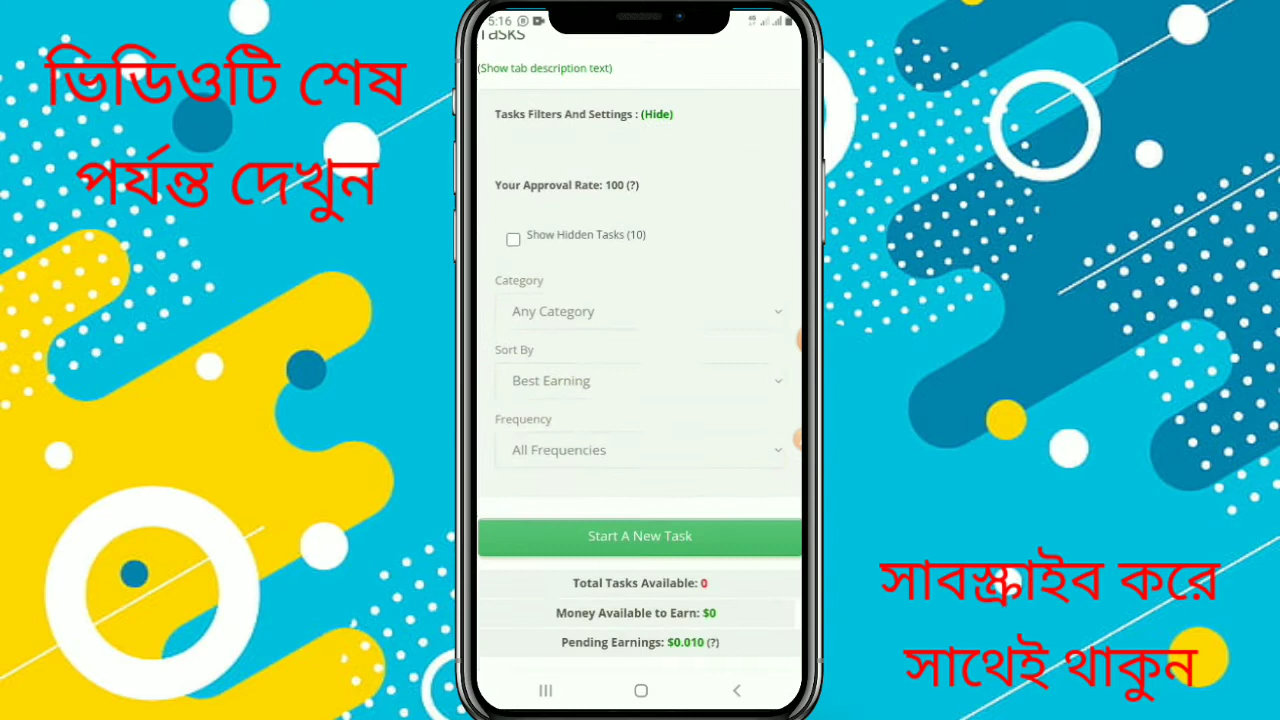 ভিডিওটি শেষ
পর্যন্ত দেখুন
5:16
Tasks
(Show tab description text)
Tasks Filters And Settings : (Hide)
Your Approval Rate: 100 (?)
Show Hidden Tasks (10)
Category
Any Category
Sort By
Best Earning
Frequency
All Frequencies
Start A New Task
Total Tasks Available: 0
Money Available to Earn: $0
Pending Earnings: $0.010 (?)
সাবস্ক্রাইব করে
সাথেই থাকুন